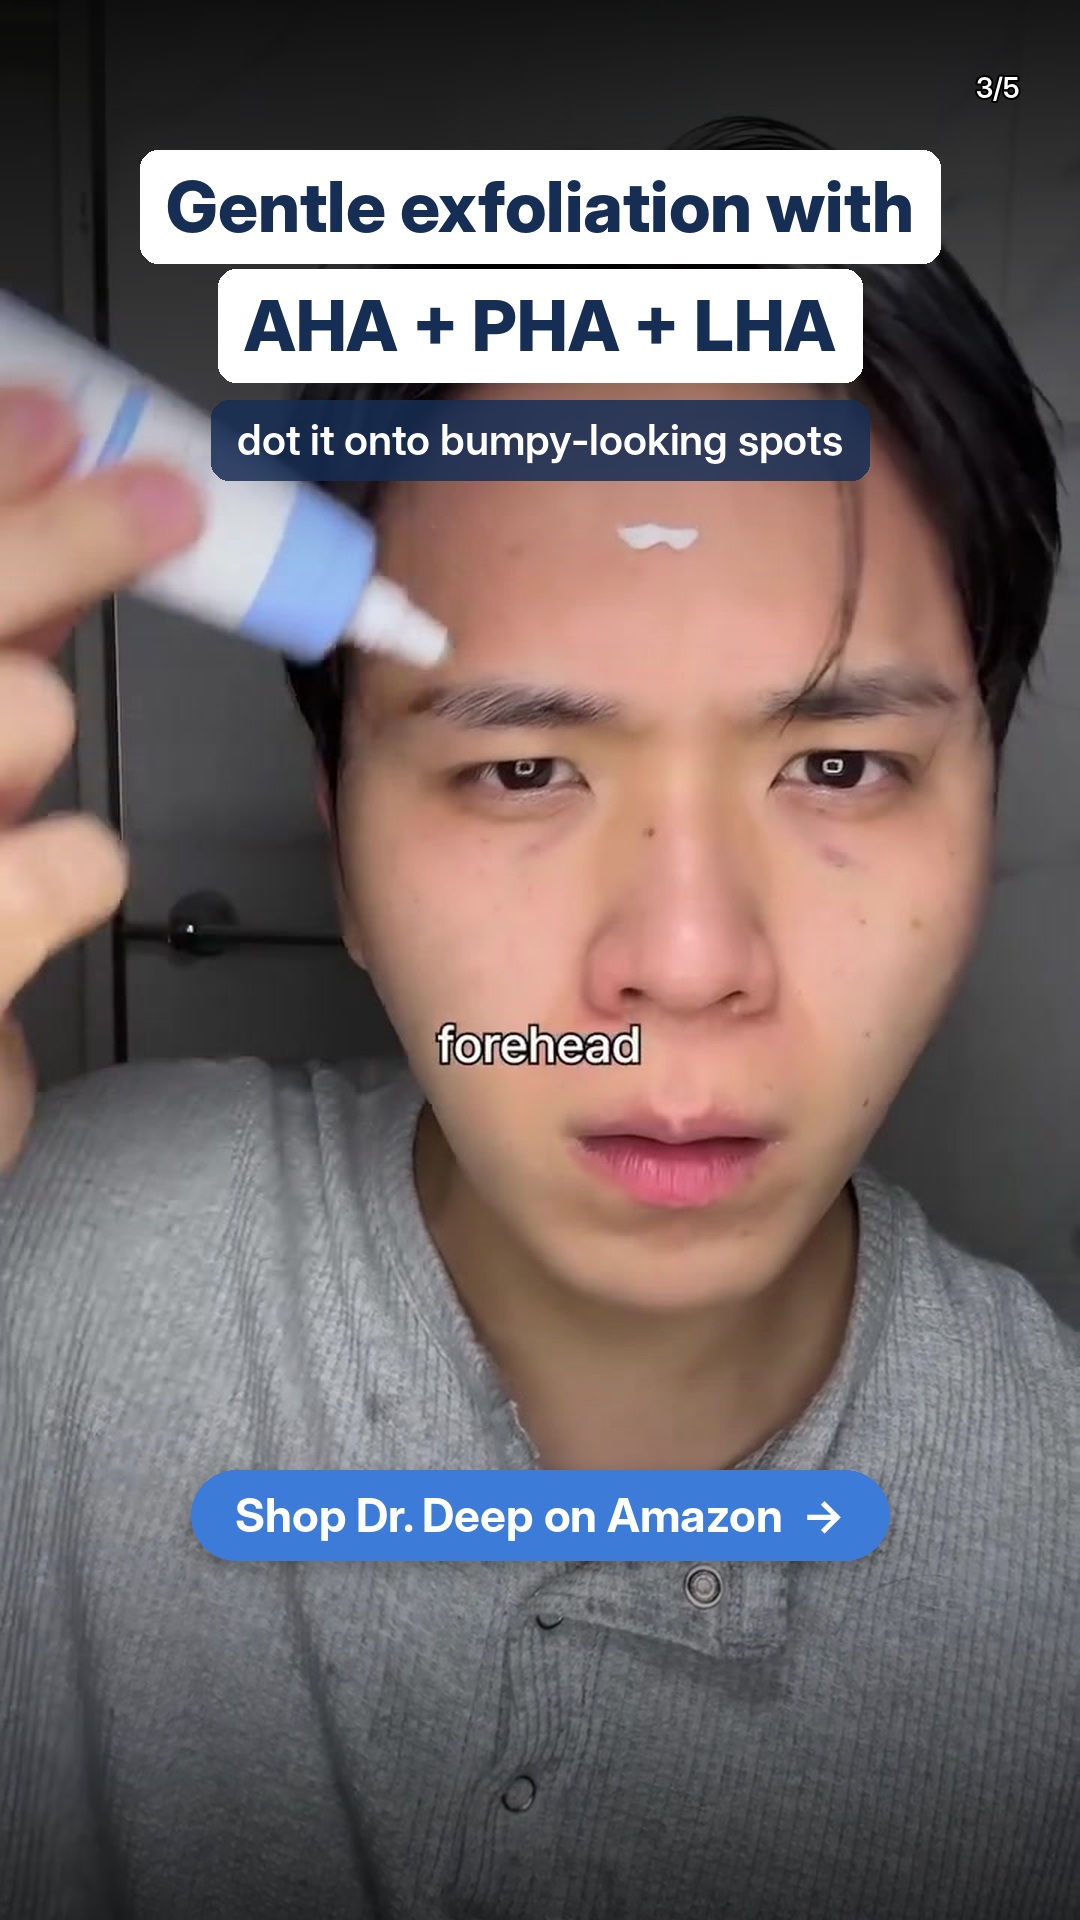 3/5
Gentle exfoliation with
AHA + PHA + LHA
dot it onto bumpy-looking spots
forehead
Shop Dr. Deep on Amazon →